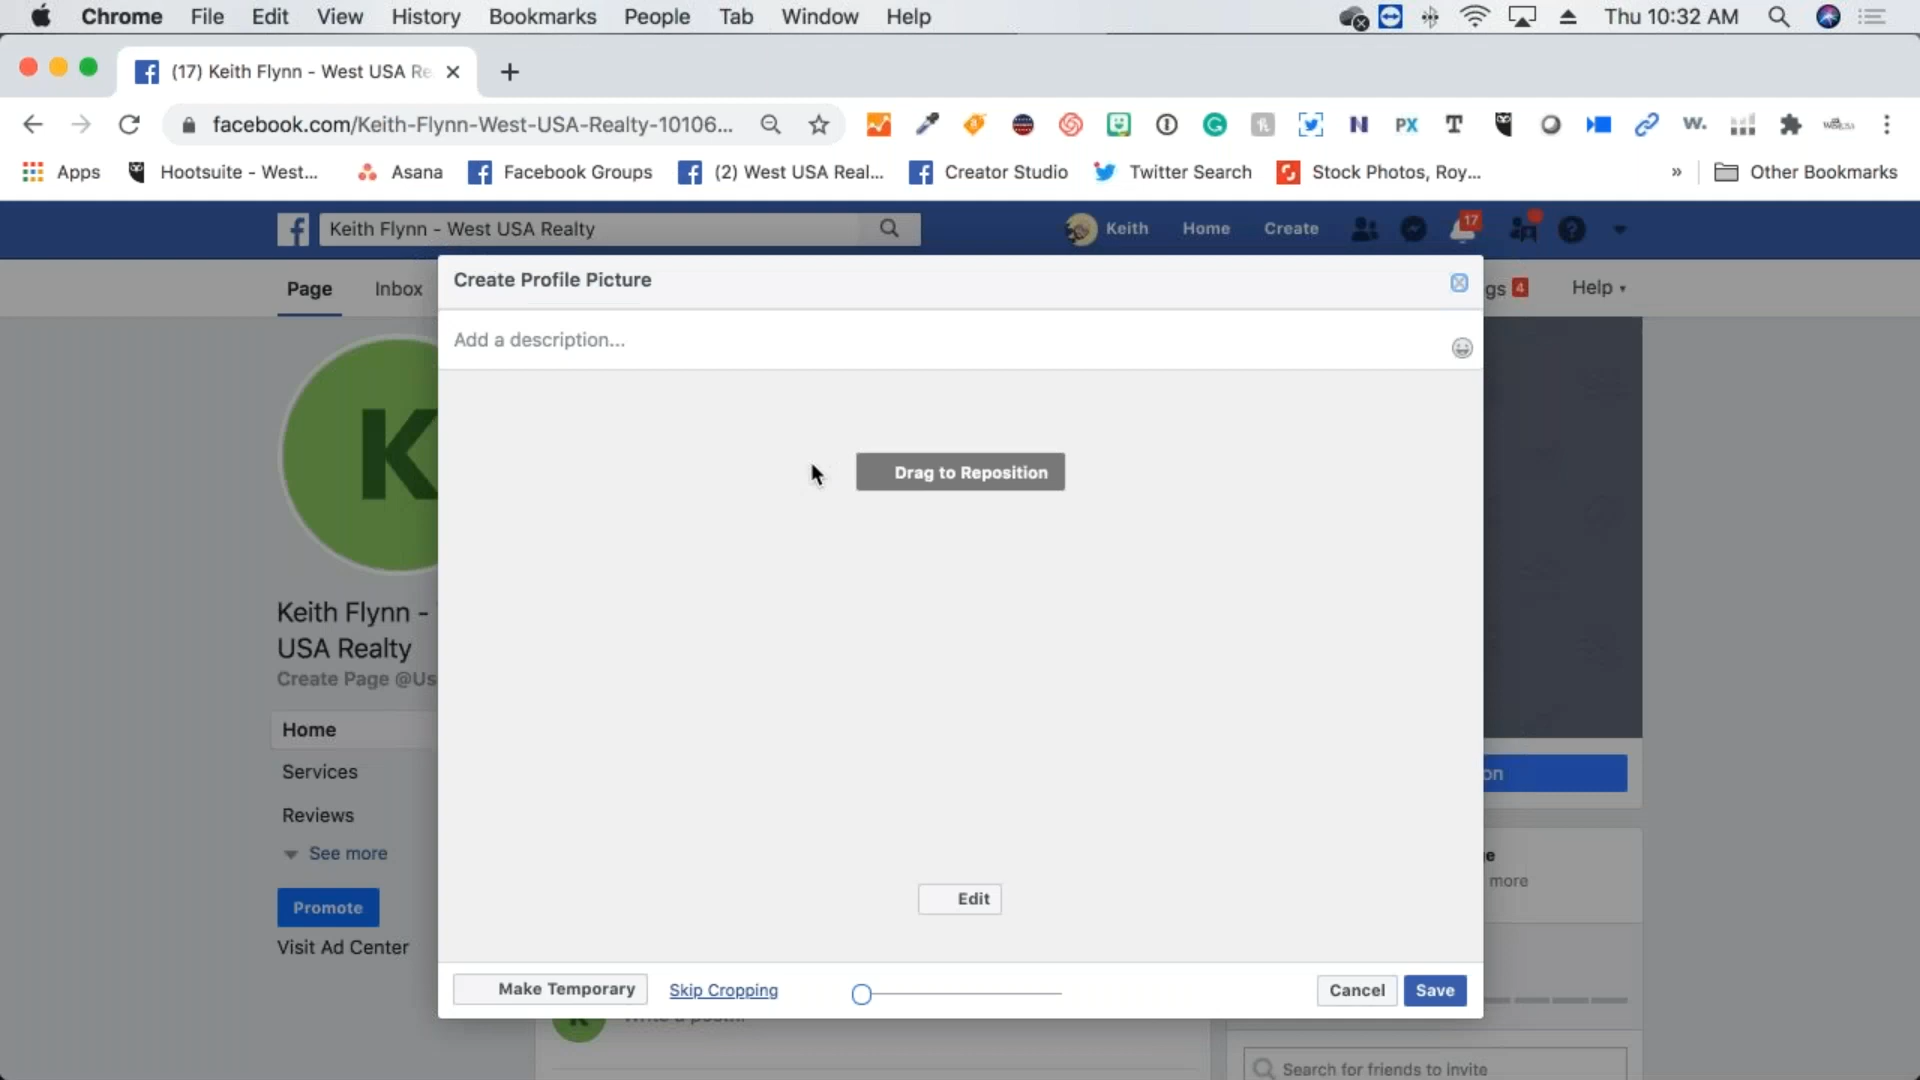 Chrome File Edit View History Bookmarks People Tab Window Help Thu 10:32 AM
(17) Keith Flynn - West USA Re
facebook.com/Keith-Flynn-West-USA-Realty-10106...
Apps Hootsuite - West... Asana Facebook Groups (2) West USA Real... Creator Studio Twitter Search Stock Photos, Roy... » Other Bookmarks
Keith Flynn - West USA Realty Keith Home Create 17
Page Inbox gs 4 Help
Create Profile Picture
Add a description...
K
Drag to Reposition
Keith Flynn -
USA Realty
Create Page @Us
Home
Services
on
Reviews
See more
e
more
Edit
Promote
Visit Ad Center
Make Temporary Skip Cropping Cancel Save
Search for friends to invite